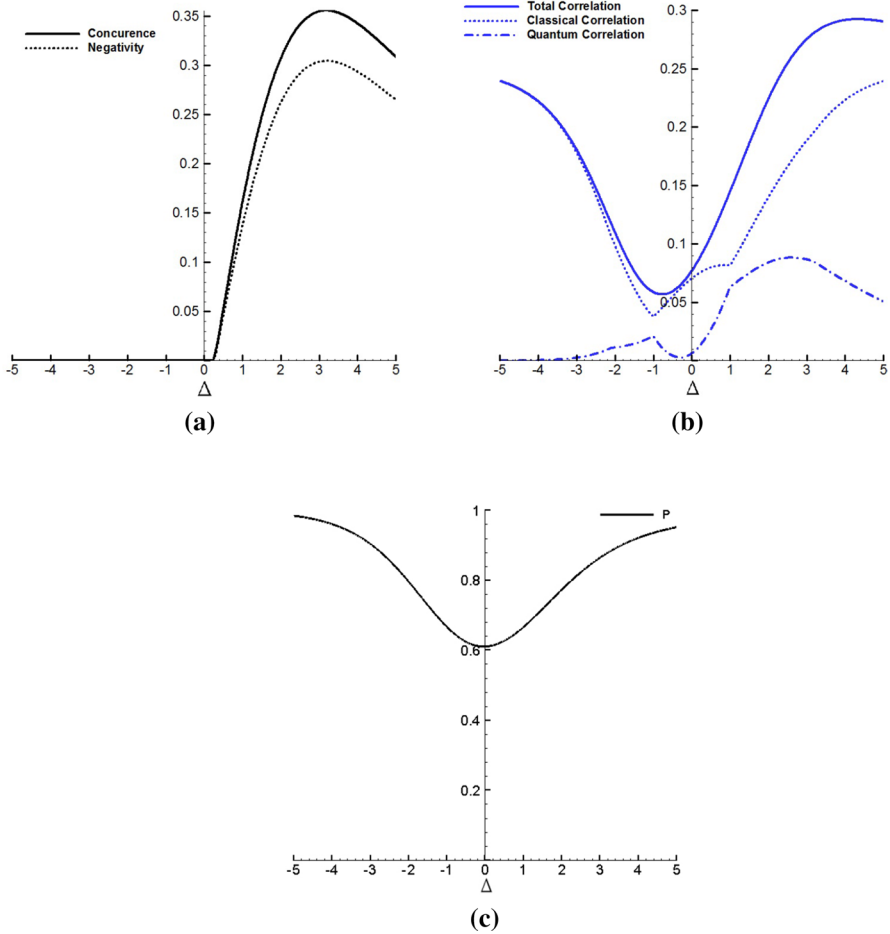 Concurence
Negativity
0.35
0.3
0.25
0.2
0.15
0.1
0.05
-5 -4 -3 -2 -1 0 1 2 3 4 5
Δ
(a)
Total Correlation
Classical Correlation
Quantum Correlation
0.3
0.25
0.2
0.15
0.1
0.05
-5 -4 -3 -2 -1 0 1 2 3 4 5
Δ
(b)
P
1
0.8
0.6
0.4
0.2
-5 -4 -3 -2 -1 0 1 2 3 4 5
Δ
(c)